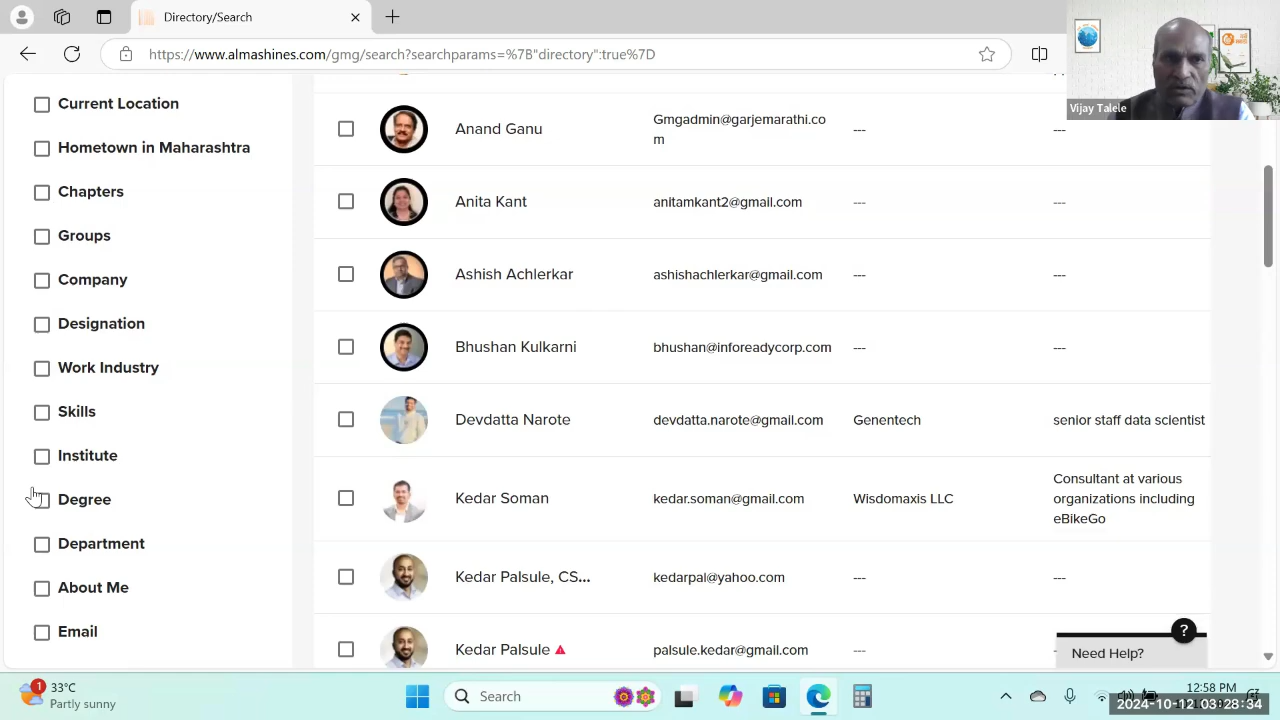 Directory/Search
https://www.almashines.com/gmg/search?searchparams=%7B"directory":true%7D
Vijay Talele
Current Location
Hometown in Maharashtra
Chapters
Groups
Company
Designation
Work Industry
Skills
Institute
Degree
Department
About Me
Email
Anand Ganu
Gmgadmin@garjemarathi.co
m
---
---
Anita Kant
anitamkant2@gmail.com
---
---
Ashish Achlerkar
ashishachlerkar@gmail.com
---
---
Bhushan Kulkarni
bhushan@inforeadycorp.com
---
---
Devdatta Narote
devdatta.narote@gmail.com
Genentech
senior staff data scientist
Kedar Soman
kedar.soman@gmail.com
Wisdomaxis LLC
Consultant at various
organizations including
eBikeGo
Kedar Palsule, CS...
kedarpal@yahoo.com
---
---
Kedar Palsule
palsule.kedar@gmail.com
---
?
Need Help?
1
33°C
Partly sunny
Search
12:58 PM
2024-10-12 03:28:34